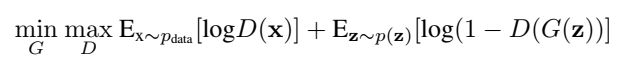 min_G max_D E_{x∼p_data}[log D(x)] + E_{z∼p(z)}[log(1 − D(G(z))]